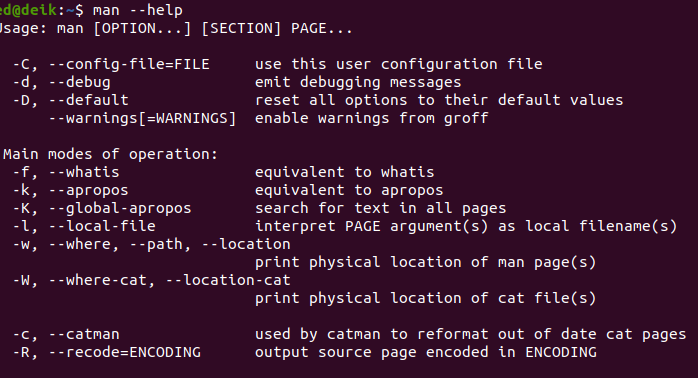 ed@deik:~$ man --help
Usage: man [OPTION...] [SECTION] PAGE...
-C, --config-file=FILE use this user configuration file
-d, --debug emit debugging messages
-D, --default reset all options to their default values
--warnings[=WARNINGS] enable warnings from groff
Main modes of operation:
-f, --whatis equivalent to whatis
-k, --apropos equivalent to apropos
-K, --global-apropos search for text in all pages
-l, --local-file interpret PAGE argument(s) as local filename(s)
-w, --where, --path, --location
print physical location of man page(s)
-W, --where-cat, --location-cat
print physical location of cat file(s)
-c, --catman used by catman to reformat out of date cat pages
-R, --recode=ENCODING output source page encoded in ENCODING